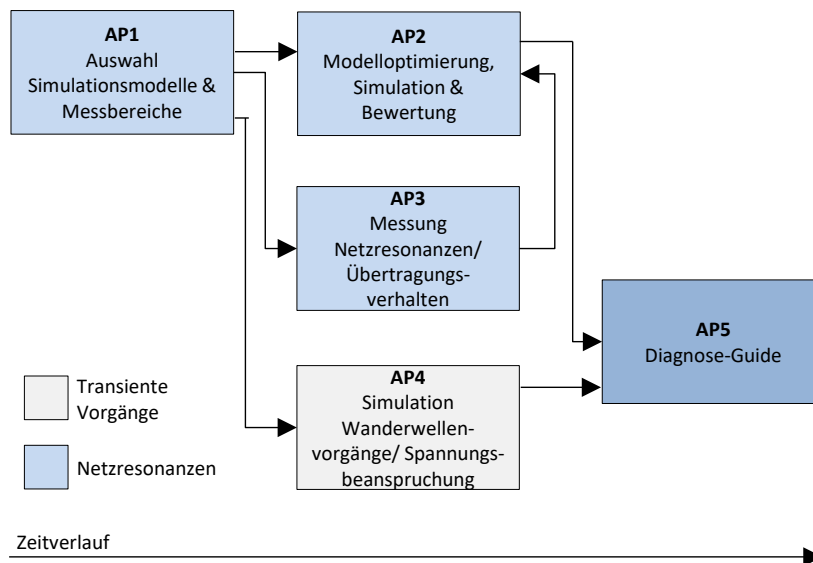 AP1
Auswahl
Simulationsmodelle &
Messbereiche
AP2
Modelloptimierung,
Simulation &
Bewertung
AP3
Messung
Netzresonanzen/
Übertragungs-
verhalten
AP4
Simulation
Wanderwellen-
vorgänge/ Spannungs-
beanspruchung
AP5
Diagnose-Guide
Transiente
Vorgänge
Netzresonanzen
Zeitverlauf